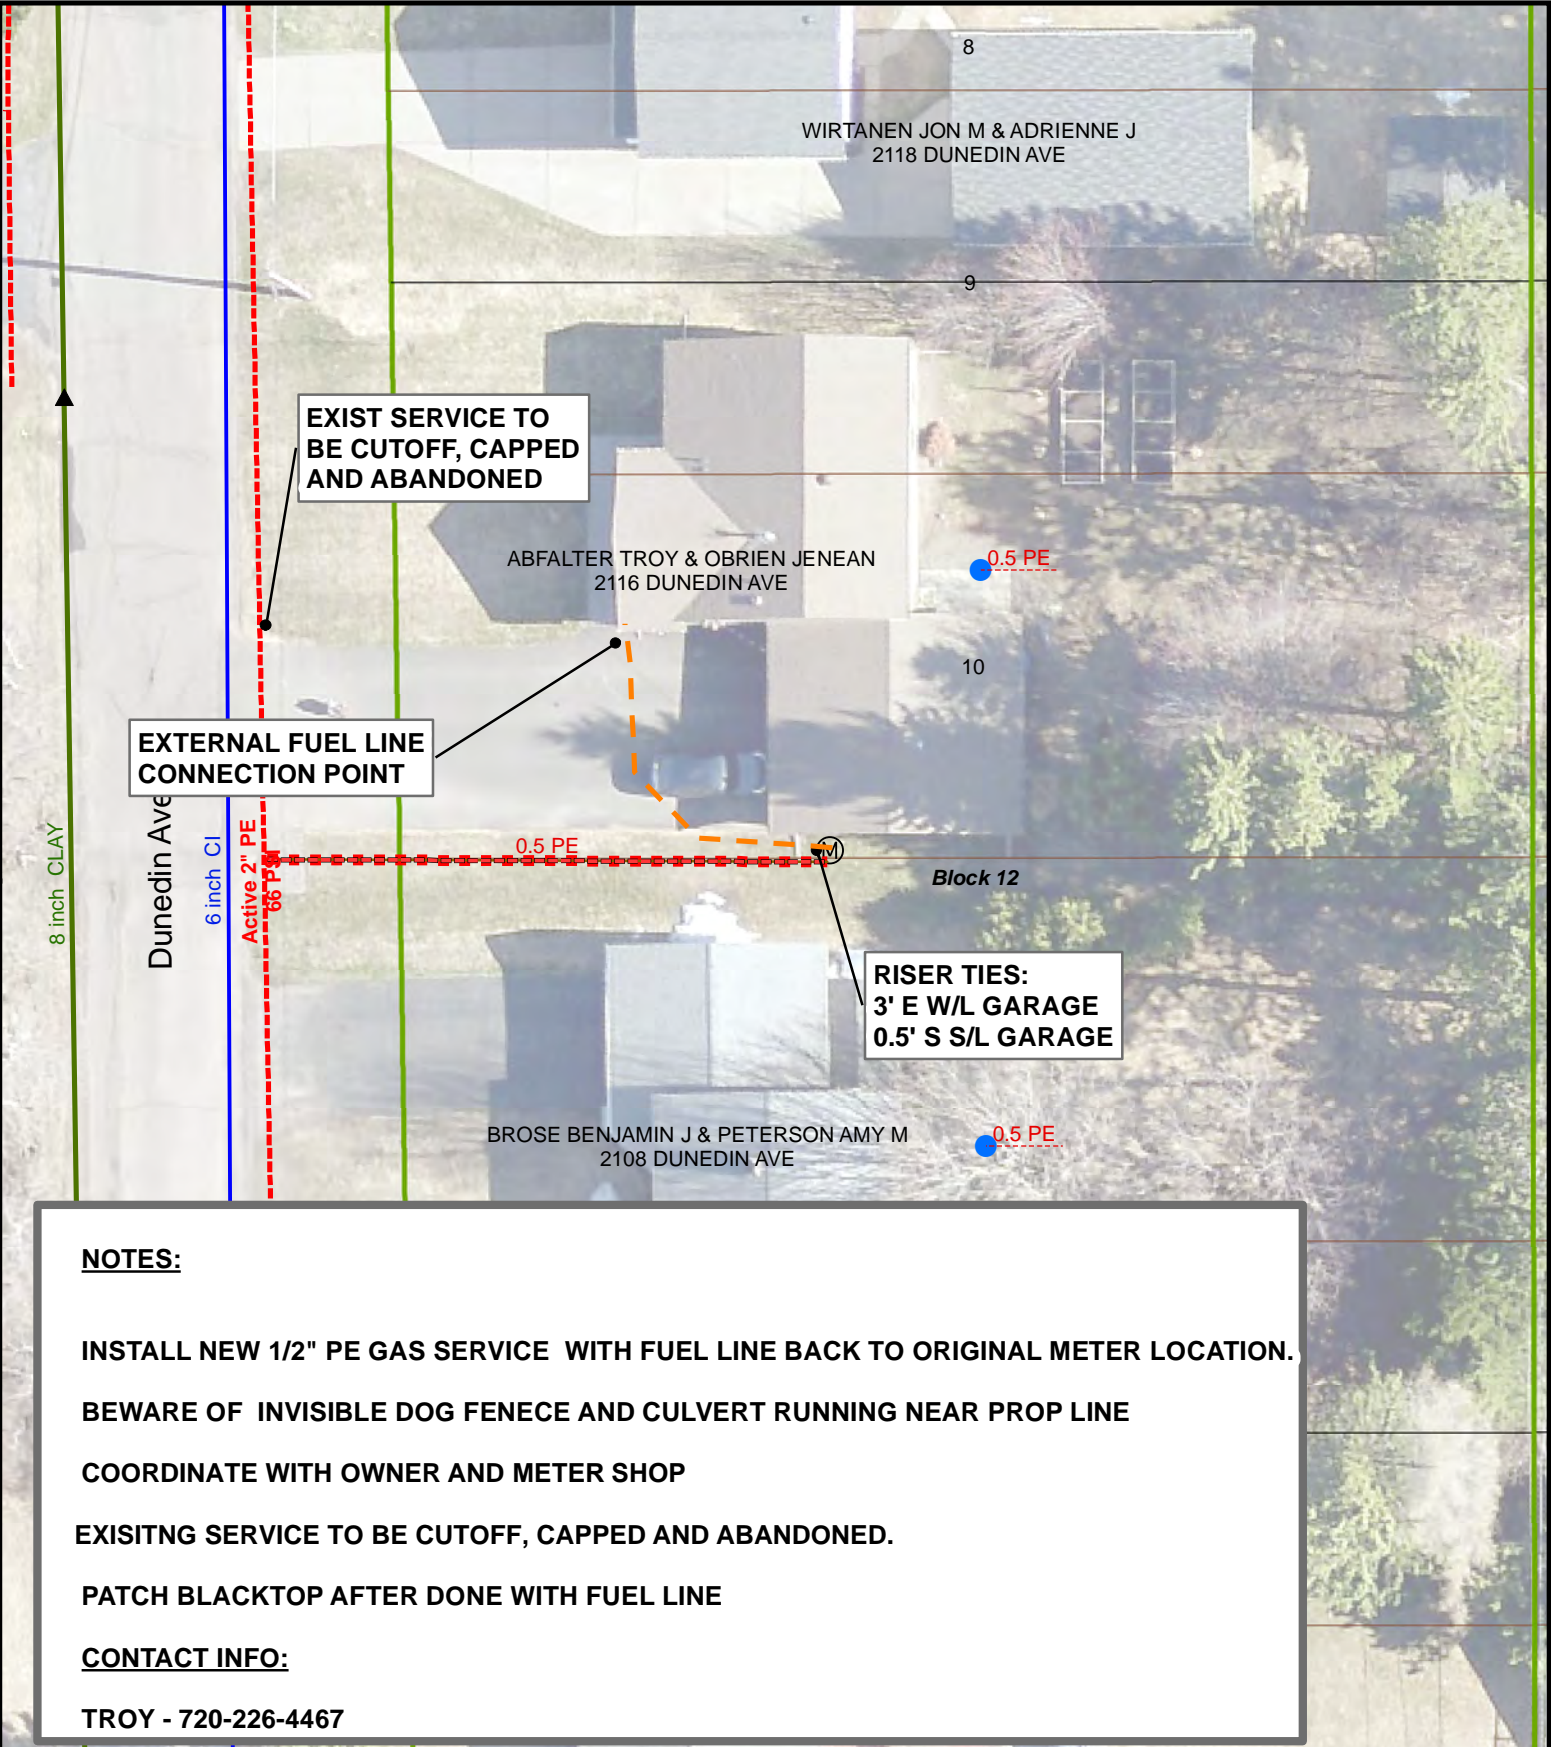 8
WIRTANEN JON M & ADRIENNE J
2118 DUNEDIN AVE
9
EXIST SERVICE TO
BE CUTOFF, CAPPED
AND ABANDONED
ABFALTER TROY & OBRIEN JENEAN
2116 DUNEDIN AVE
0.5 PE
10
EXTERNAL FUEL LINE
CONNECTION POINT
8 inch CLAY
Dunedin Ave
6 inch CI
Active 2" PE
66 PSI
0.5 PE
M
Block 12
RISER TIES:
3' E W/L GARAGE
0.5' S S/L GARAGE
BROSE BENJAMIN J & PETERSON AMY M
2108 DUNEDIN AVE
0.5 PE
NOTES:
INSTALL NEW 1/2" PE GAS SERVICE  WITH FUEL LINE BACK TO ORIGINAL METER LOCATION.
BEWARE OF  INVISIBLE DOG FENECE AND CULVERT RUNNING NEAR PROP LINE
COORDINATE WITH OWNER AND METER SHOP
EXISITNG SERVICE TO BE CUTOFF, CAPPED AND ABANDONED.
PATCH BLACKTOP AFTER DONE WITH FUEL LINE
CONTACT INFO:
TROY - 720-226-4467